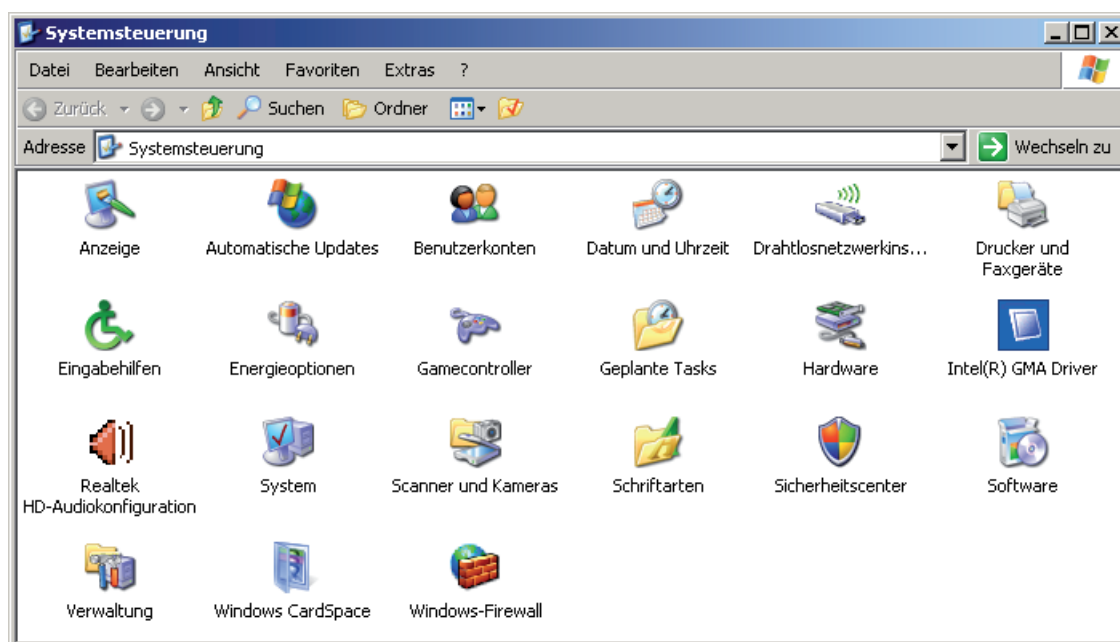 Systemsteuerung
Datei Bearbeiten Ansicht Favoriten Extras ?
Zurück Suchen Ordner
Adresse Systemsteuerung Wechseln zu
Anzeige Automatische Updates Benutzerkonten Datum und Uhrzeit Drahtlosnetzwerkins... Drucker und
Faxgeräte
Eingabehilfen Energieoptionen Gamecontroller Geplante Tasks Hardware Intel(R) GMA Driver
Realtek System Scanner und Kameras Schriftarten Sicherheitscenter Software
HD-Audiokonfiguration
Verwaltung Windows CardSpace Windows-Firewall